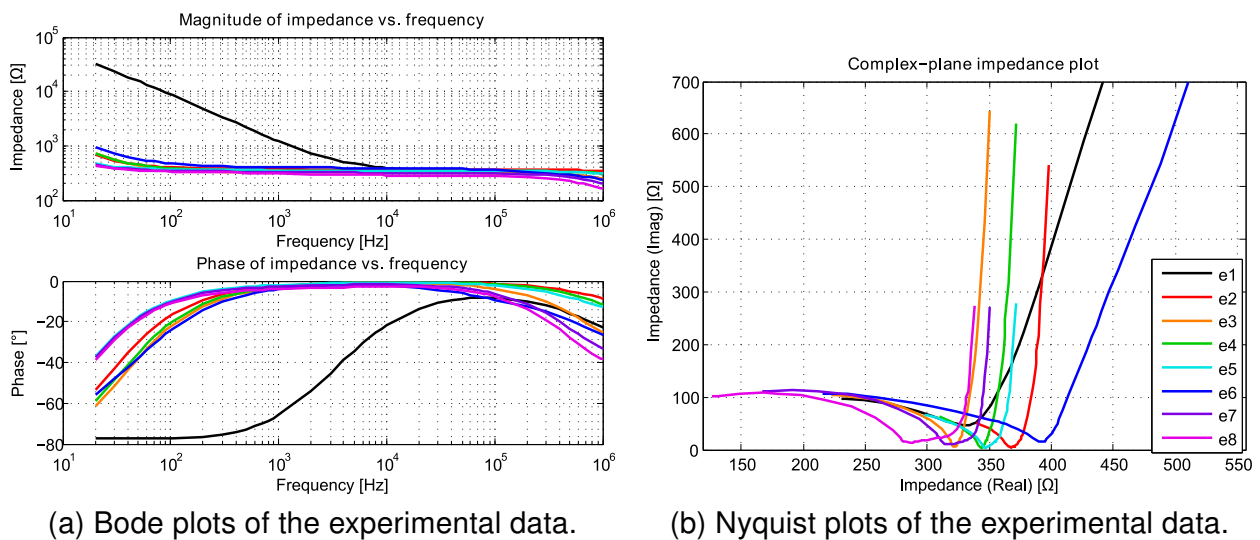 Magnitude of impedance vs. frequency
Impedance [Ω]
10^5
10^4
10^3
10^2
10^1 10^2 10^3 10^4 10^5 10^6
Frequency [Hz]
Phase of impedance vs. frequency
Phase [°]
0
−20
−40
−60
−80
10^1 10^2 10^3 10^4 10^5 10^6
Frequency [Hz]
(a) Bode plots of the experimental data.
Complex−plane impedance plot
Impedance (Imag) [Ω]
700
600
500
400
300
200
100
0
150 200 250 300 350 400 450 500 550
Impedance (Real) [Ω]
e1
e2
e3
e4
e5
e6
e7
e8
(b) Nyquist plots of the experimental data.